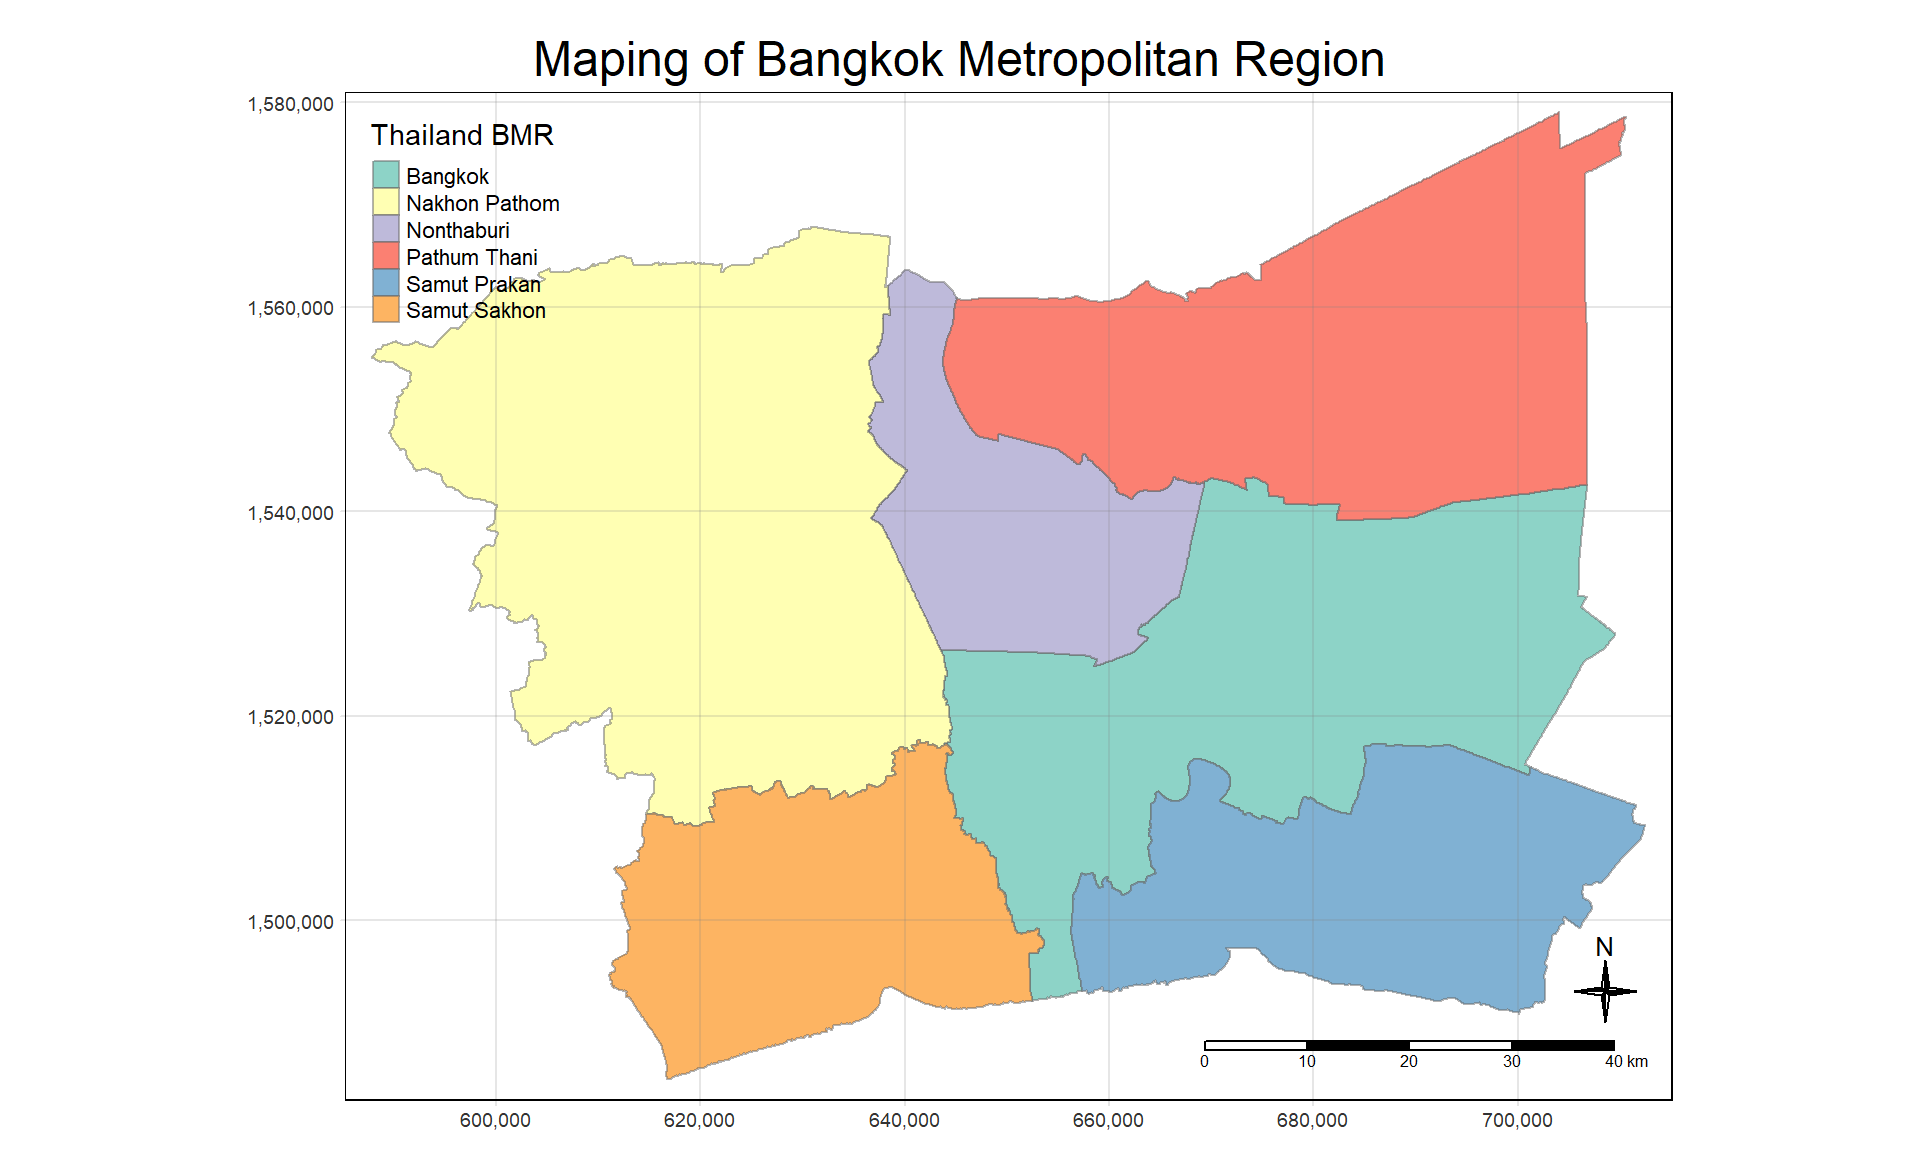 Maping of Bangkok Metropolitan Region
1,580,000
1,560,000
1,540,000
1,520,000
1,500,000
Thailand BMR
Bangkok
Nakhon Pathom
Nonthaburi
Pathum Thani
Samut Prakan
Samut Sakhon
N
0 10 20 30 40 km
600,000 620,000 640,000 660,000 680,000 700,000